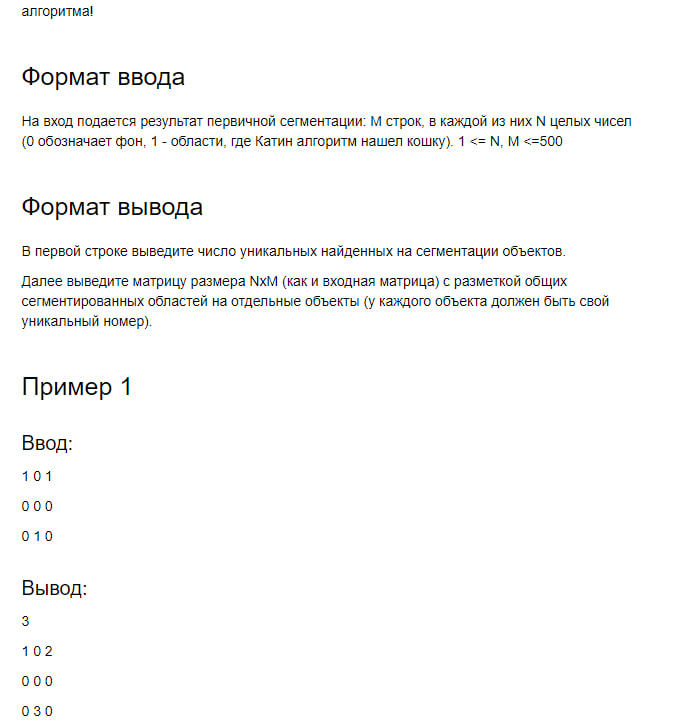 алгоритма!
Формат ввода
На вход подается результат первичной сегментации: M строк, в каждой из них N целых чисел
(0 обозначает фон, 1 - области, где Катин алгоритм нашел кошку). 1 <= N, M <=500
Формат вывода
В первой строке выведите число уникальных найденных на сегментации объектов.
Далее выведите матрицу размера NxM (как и входная матрица) с разметкой общих
сегментированных областей на отдельные объекты (у каждого объекта должен быть свой
уникальный номер).
Пример 1
Ввод:
1 0 1
0 0 0
0 1 0
Вывод:
3
1 0 2
0 0 0
0 3 0